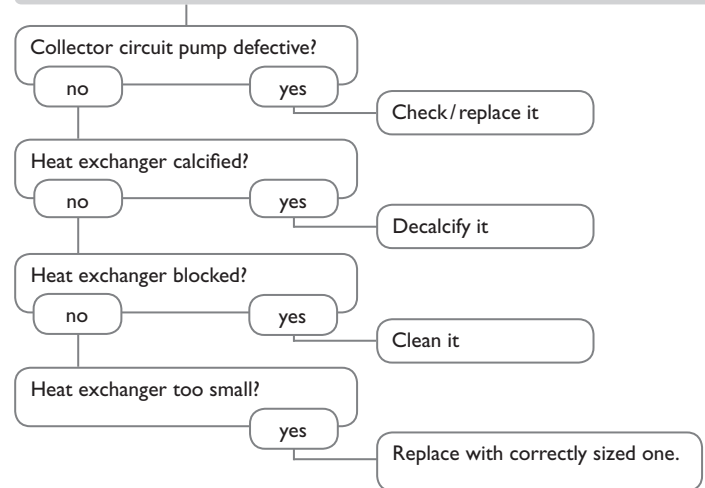 Collector circuit pump defective?
no
yes
Check/replace it
Heat exchanger calcified?
no
yes
Decalcify it
Heat exchanger blocked?
no
yes
Clean it
Heat exchanger too small?
yes
Replace with correctly sized one.